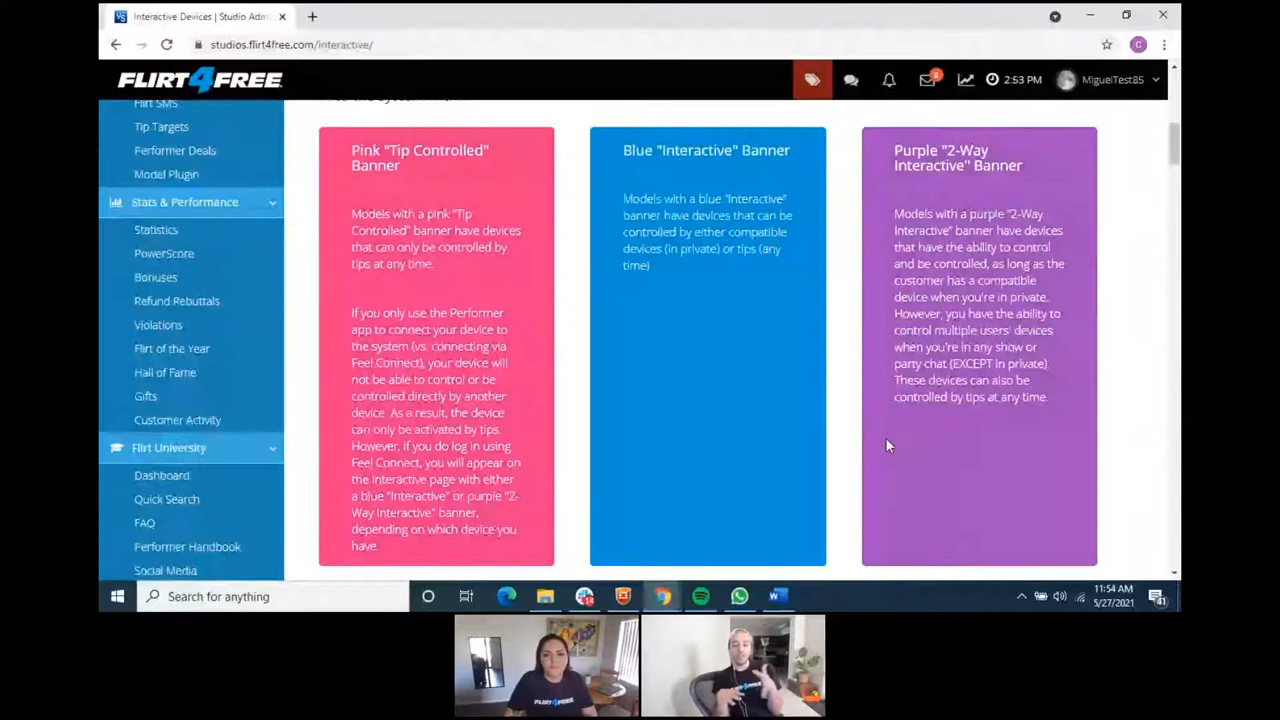 Interactive Devices | Studio Adm
studios.flirt4free.com/interactive/
C
FLIRT4FREE
2:53 PM
MiguelTest85
Flirt SMS
Tip Targets
Performer Deals
Model Plugin
Stats & Performance
Statistics
PowerScore
Bonuses
Refund Rebuttals
Violations
Flirt of the Year
Hall of Fame
Gifts
Customer Activity
Flirt University
Dashboard
Quick Search
FAQ
Performer Handbook
Social Media
Pink "Tip Controlled"
Banner
Models with a pink "Tip
Controlled" banner have devices
that can only be controlled by
tips at any time.
If you only use the Performer
app to connect your device to
the system (vs. connecting via
Feel Connect), your device will
not be able to control or be
controlled directly by another
device. As a result, the device
can only be activated by tips.
However, if you do log in using
Feel Connect, you will appear on
the Interactive page with either
a blue "Interactive" or purple "2-
Way Interactive" banner,
depending on which device you
have.
Blue "Interactive" Banner
Models with a blue "Interactive"
banner have devices that can be
controlled by either compatible
devices (in private) or tips (any
time)
Purple "2-Way
Interactive" Banner
Models with a purple "2-Way
Interactive" banner have devices
that have the ability to control
and be controlled, as long as the
customer has a compatible
device when you're in private.
However, you have the ability to
control multiple users' devices
when you're in any show or
party chat (EXCEPT in private).
These devices can also be
controlled by tips at any time.
Search for anything
11:54 AM
5/27/2021
41
FLIRT4FREE
FLIRT4FREE